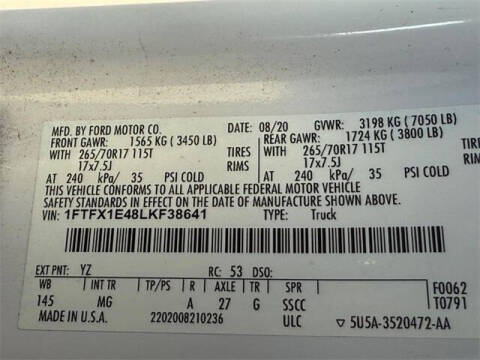 MFD. BY FORD MOTOR CO.
08/20 GVWR: 3198 KG (7050 LB)
FRONT GAWR: 1565 KG (3450 LB)
REAR GAWR: 1724 KG (3800 LB)
WITH 265/70R17 115T TIRES
WITH 265/70R17 115T
17x7.5J RIMS
17x7.5J
AT 240 kPa/ 35 PSI COLD
AT 240 kPa/ 35 PSI COLD
THIS VEHICLE CONFORMS TO ALL APPLICABLE FEDERAL MOTOR VEHICLE
SAFETY STANDARDS IN EFFECT ON THE DATE OF MANUFACTURE SHOWN ABOVE.
VIN: 1FTFX1E48LKF38641 TYPE: Truck
EXT PNT: YZ RC: 53 DSO:
WB INT TR TP/PS R AXLE TR SPR F0062
145 MG A 27 G SSCC T0791
MADE IN U.S.A. 2202008210236 ULC 5U5A-3520472-AA